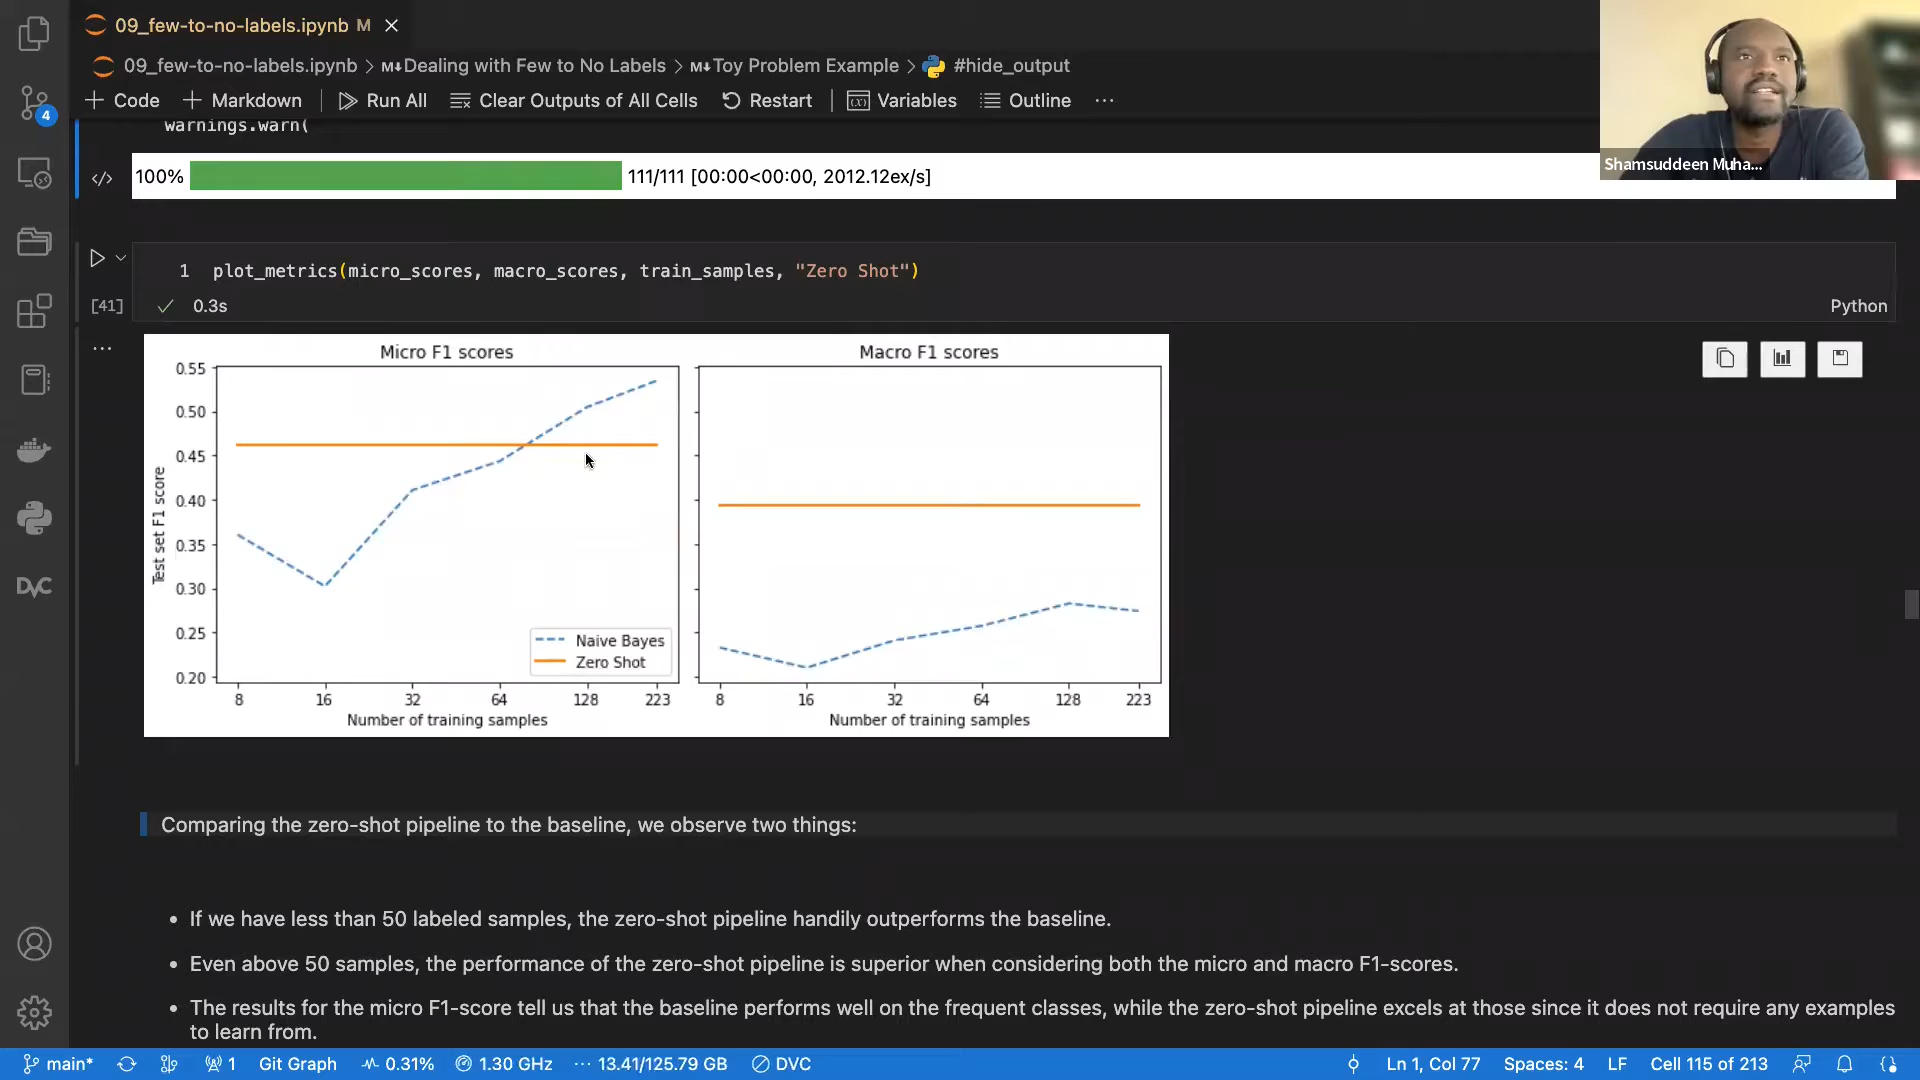 09_few-to-no-labels.ipynb M
09_few-to-no-labels.ipynb > M↓Dealing with Few to No Labels > M↓Toy Problem Example > #hide_output
+ Code + Markdown Run All Clear Outputs of All Cells Restart Variables Outline ...
Shamsuddeen Muha...
4
warnings.warn(
100% 111/111 [00:00<00:00, 2012.12ex/s]
1 plot_metrics(micro_scores, macro_scores, train_samples, "Zero Shot")
[41] 0.3s Python
Micro F1 scores
Test set F1 score
0.55
0.50
0.45
0.40
0.35
0.30
0.25
0.20
Naive Bayes
Zero Shot
8 16 32 64 128 223
Number of training samples
Macro F1 scores
8 16 32 64 128 223
Number of training samples
DVC
Comparing the zero-shot pipeline to the baseline, we observe two things:
• If we have less than 50 labeled samples, the zero-shot pipeline handily outperforms the baseline.
• Even above 50 samples, the performance of the zero-shot pipeline is superior when considering both the micro and macro F1-scores.
• The results for the micro F1-score tell us that the baseline performs well on the frequent classes, while the zero-shot pipeline excels at those since it does not require any examples
to learn from.
main* 1 Git Graph 0.31% 1.30 GHz ... 13.41/125.79 GB DVC Ln 1, Col 77 Spaces: 4 LF Cell 115 of 213